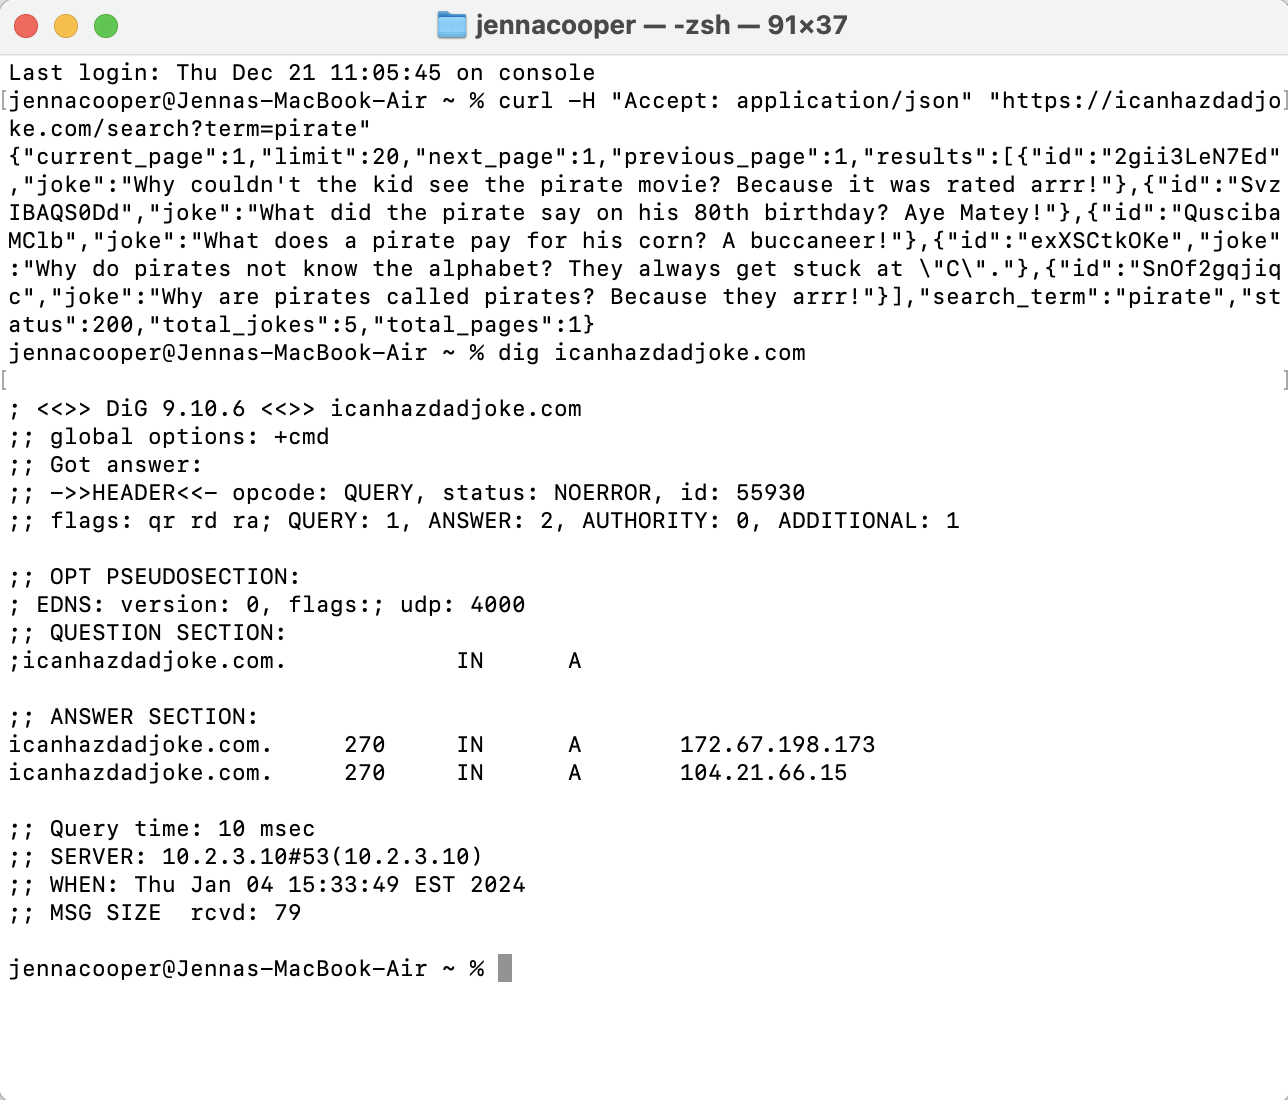 jennacooper — -zsh — 91×37
Last login: Thu Dec 21 11:05:45 on console
[jennacooper@Jennas-MacBook-Air ~ % curl -H "Accept: application/json" "https://icanhazdadjo]
ke.com/search?term=pirate"
{"current_page":1,"limit":20,"next_page":1,"previous_page":1,"results":[{"id":"2gii3LeN7Ed"
,"joke":"Why couldn't the kid see the pirate movie? Because it was rated arrr!"},{"id":"Svz
IBAQS0Dd","joke":"What did the pirate say on his 80th birthday? Aye Matey!"},{"id":"Qusciba
MClb","joke":"What does a pirate pay for his corn? A buccaneer!"},{"id":"exXSCtkOKe","joke"
:"Why do pirates not know the alphabet? They always get stuck at \"C\"."},{"id":"SnOf2gqjiq
c","joke":"Why are pirates called pirates? Because they arrr!"}],"search_term":"pirate","st
atus":200,"total_jokes":5,"total_pages":1}
jennacooper@Jennas-MacBook-Air ~ % dig icanhazdadjoke.com
[ ]
; <<>> DiG 9.10.6 <<>> icanhazdadjoke.com
;; global options: +cmd
;; Got answer:
;; ->>HEADER<<- opcode: QUERY, status: NOERROR, id: 55930
;; flags: qr rd ra; QUERY: 1, ANSWER: 2, AUTHORITY: 0, ADDITIONAL: 1
;; OPT PSEUDOSECTION:
; EDNS: version: 0, flags:; udp: 4000
;; QUESTION SECTION:
;icanhazdadjoke.com. IN A
;; ANSWER SECTION:
icanhazdadjoke.com. 270 IN A 172.67.198.173
icanhazdadjoke.com. 270 IN A 104.21.66.15
;; Query time: 10 msec
;; SERVER: 10.2.3.10#53(10.2.3.10)
;; WHEN: Thu Jan 04 15:33:49 EST 2024
;; MSG SIZE  rcvd: 79
jennacooper@Jennas-MacBook-Air ~ %